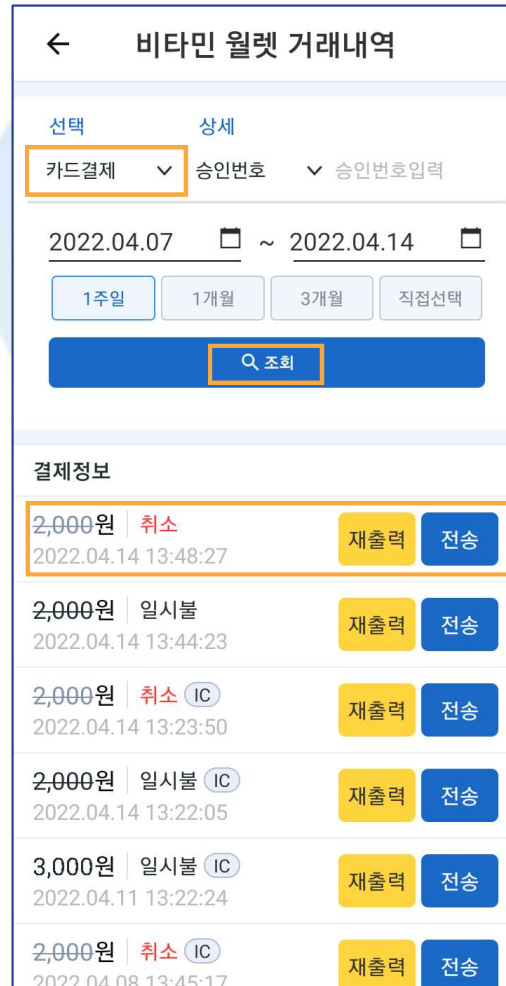 비타민 월렛 거래내역
선택 상세
카드결제 승인번호 승인번호입력
2022.04.07 ~ 2022.04.14
1주일 1개월 3개월 직접선택
조회
결제정보
2,000원 취소
2022.04.14 13:48:27
재출력 전송
2,000원 일시불
2022.04.14 13:44:23
재출력 전송
2,000원 취소 IC
2022.04.14 13:23:50
재출력 전송
2,000원 일시불 IC
2022.04.14 13:22:05
재출력 전송
3,000원 일시불 IC
2022.04.11 13:22:24
재출력 전송
2,000원 취소 IC
2022.04.08 13:45:17
재출력 전송